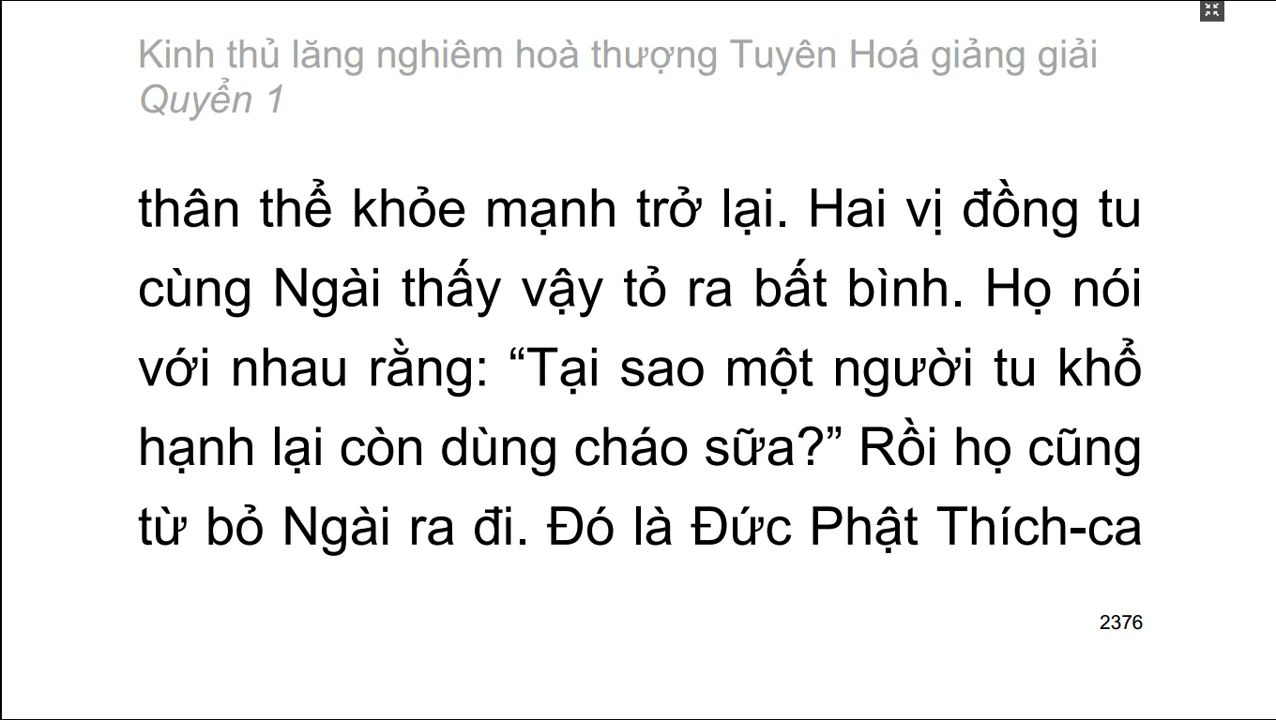 Kinh thủ lăng nghiêm hoà thượng Tuyên Hoá giảng giải
Quyển 1
thân thể khỏe mạnh trở lại. Hai vị đồng tu
cùng Ngài thấy vậy tỏ ra bất bình. Họ nói
với nhau rằng: “Tại sao một người tu khổ
hạnh lại còn dùng cháo sữa?” Rồi họ cũng
từ bỏ Ngài ra đi. Đó là Đức Phật Thích-ca
2376